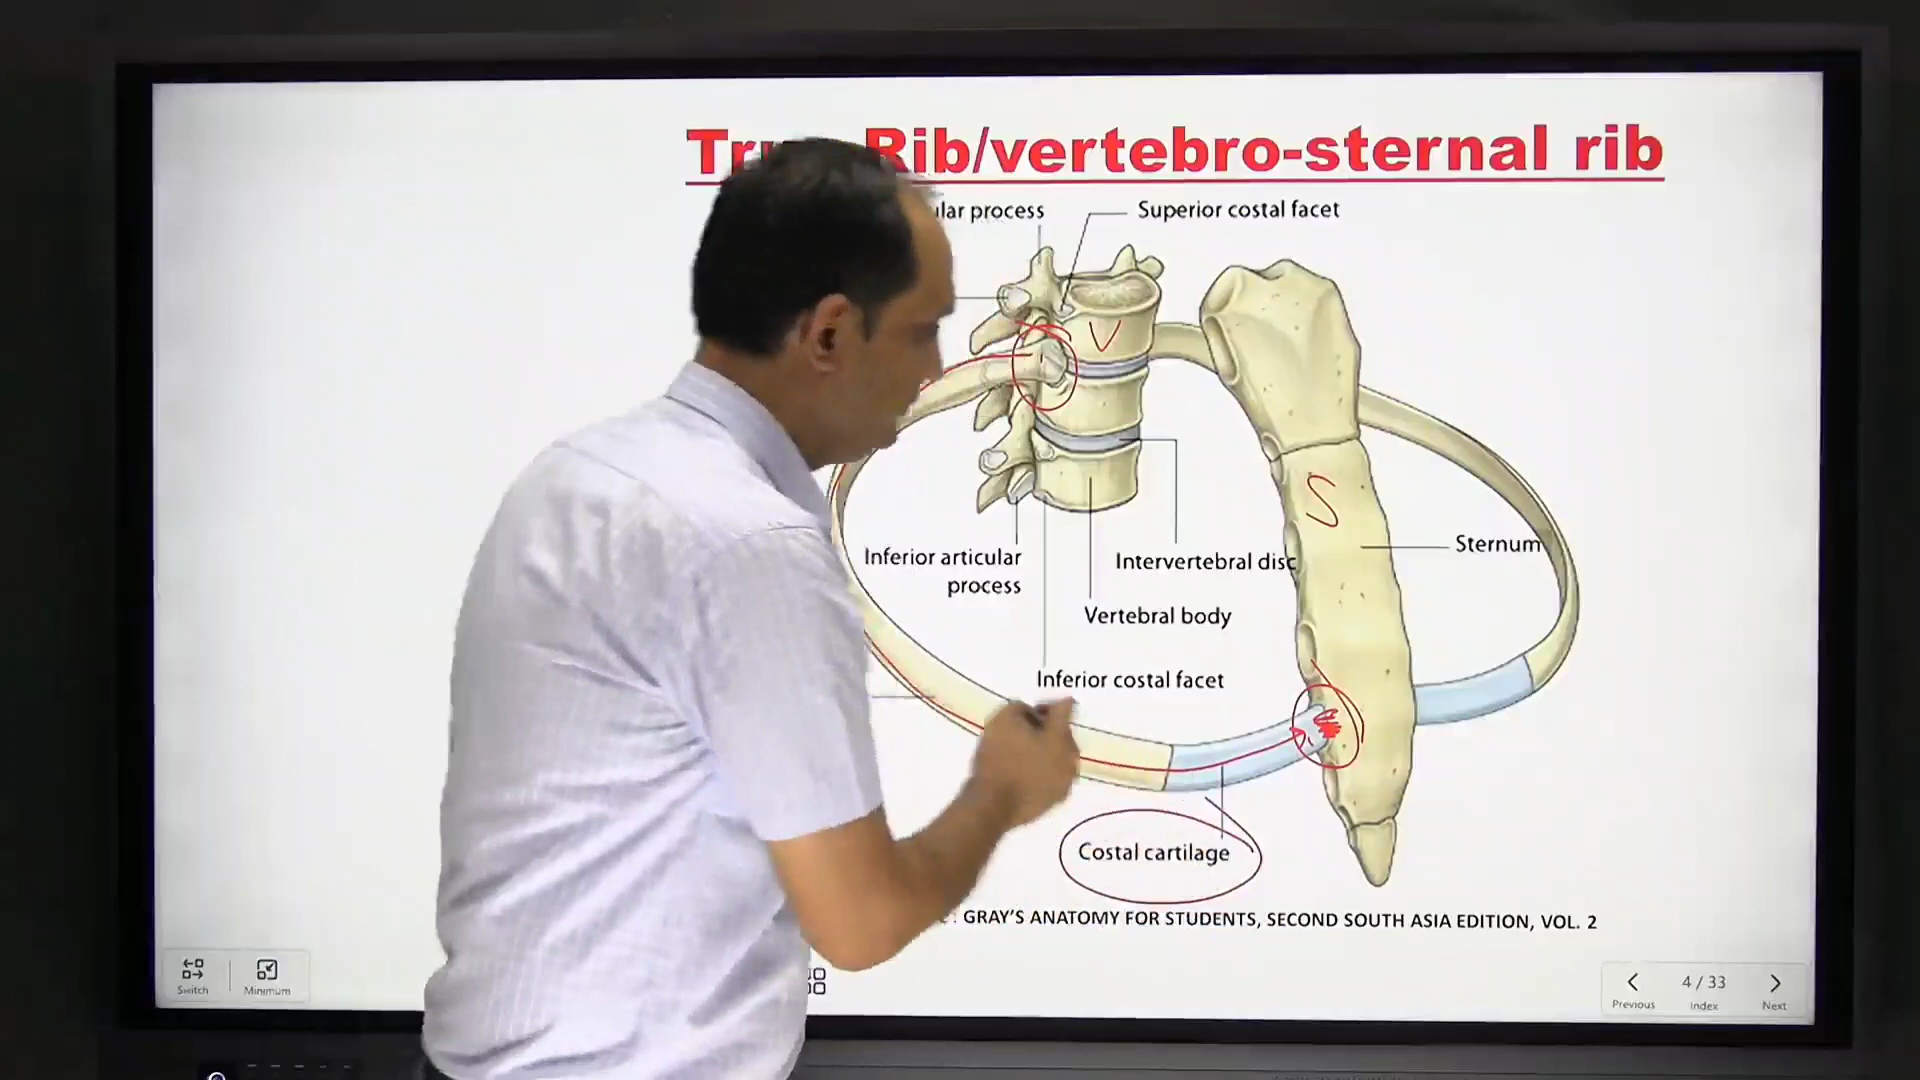 Rib/vertebro-sternal rib
process
Superior costal facet
V
S
Sternum
Inferior articular
process
Intervertebral disc
Vertebral body
Inferior costal facet
Costal cartilage
GRAY'S ANATOMY FOR STUDENTS, SECOND SOUTH ASIA EDITION, VOL. 2
Switch
Minimum
4 / 33
Previous
Index
Next